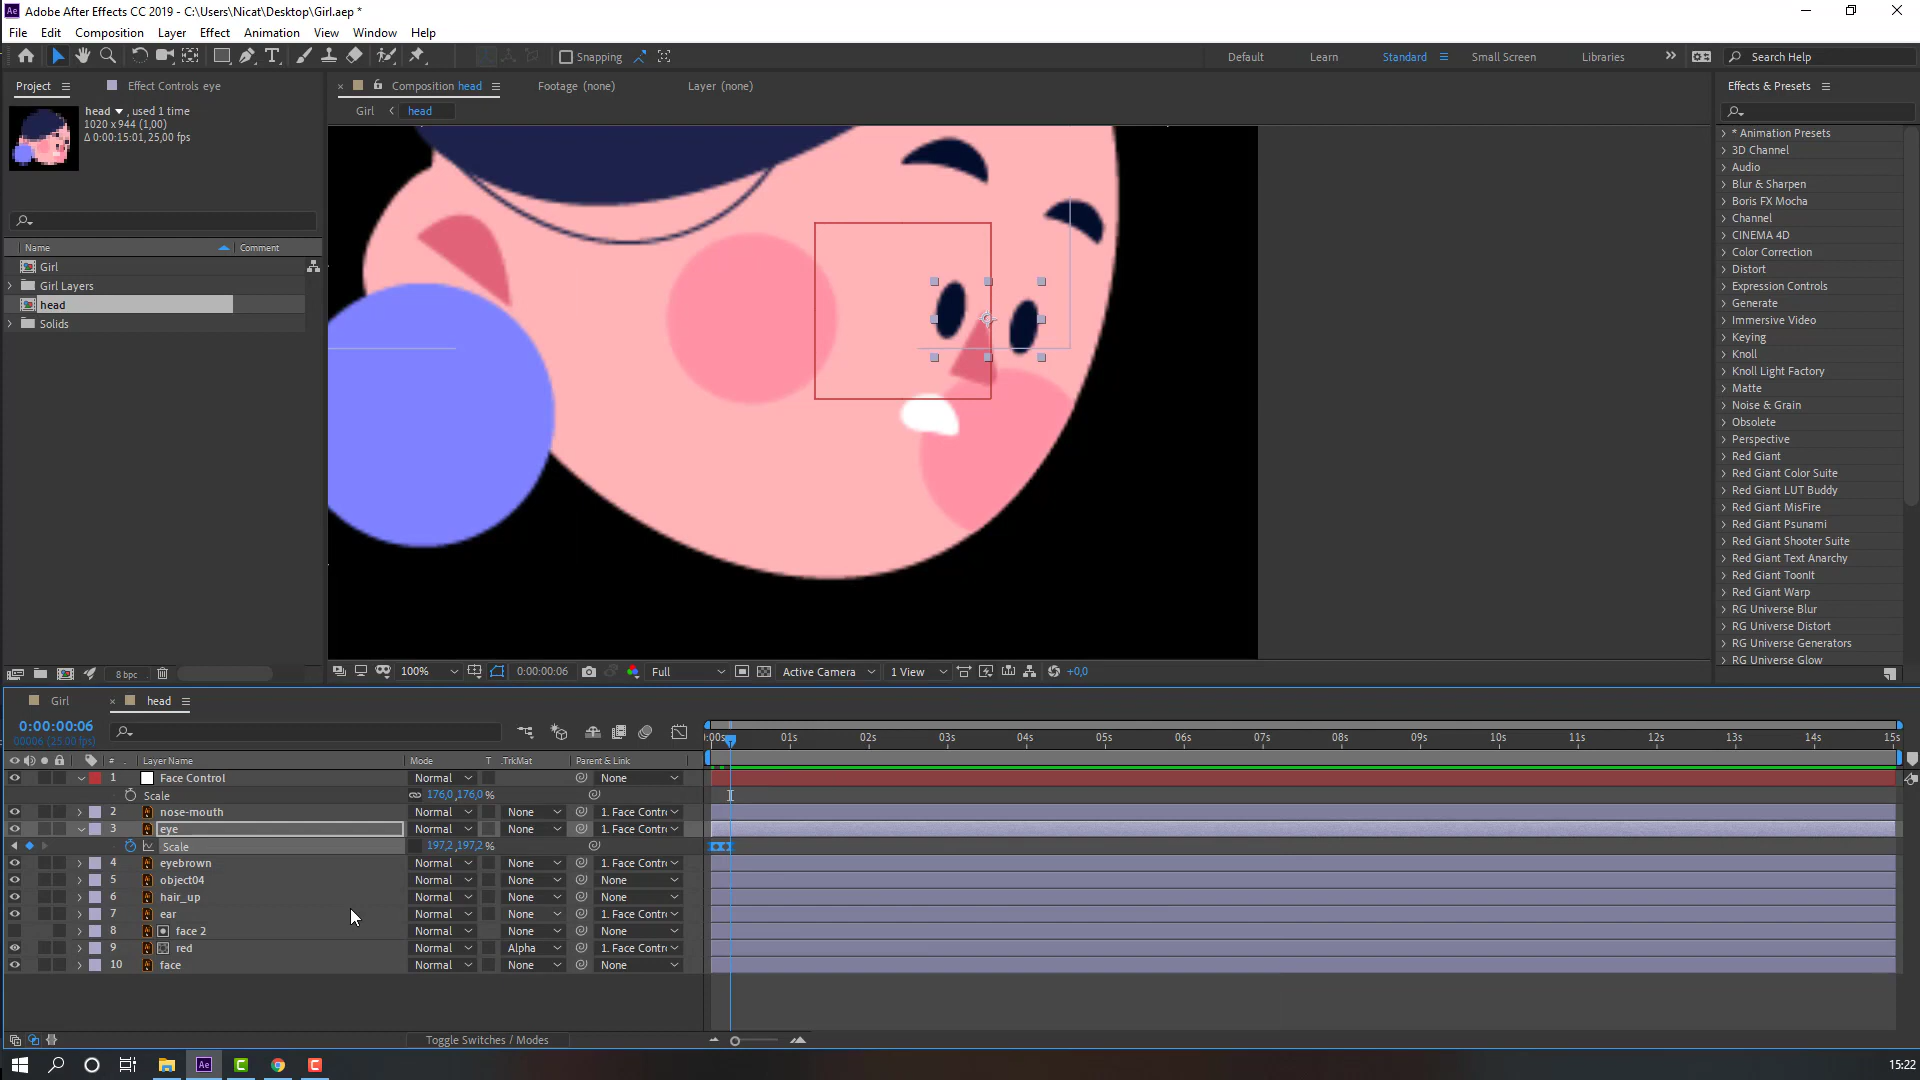 Adobe After Effects CC 2019 - C:\Users\Nicat\Desktop\Girl.aep *
File Edit Composition Layer Effect Animation View Window Help
Snapping Default Learn Standard Small Screen Libraries Search Help
Project Effect Controls eye Composition head Footage (none) Layer (none) Effects & Presets
head , used 1 time
1020 x 944 (1,00)
Δ 0:00:15:01, 25,00 fps
Girl head
Name Comment
Girl
Girl Layers
head
Solids
* Animation Presets
3D Channel
Audio
Blur & Sharpen
Boris FX Mocha
Channel
CINEMA 4D
Color Correction
Distort
Expression Controls
Generate
Immersive Video
Keying
Knoll
Knoll Light Factory
Matte
Noise & Grain
Obsolete
Perspective
Red Giant
Red Giant Color Suite
Red Giant LUT Buddy
Red Giant MisFire
Red Giant Psunami
Red Giant Shooter Suite
Red Giant Text Anarchy
Red Giant ToonIt
Red Giant Warp
RG Universe Blur
RG Universe Distort
RG Universe Generators
RG Universe Glow
8 bpc 100% 0:00:00:06 Full Active Camera 1 View +0,0
Girl head
0:00:00:06
00006 (25.00 fps)
:00s 01s 02s 03s 04s 05s 06s 07s 08s 09s 10s 11s 12s 13s 14s 15s
# Layer Name Mode T .TrkMat Parent & Link
1 Face Control Normal None
Scale 176,0,176,0%
2 nose-mouth Normal None 1. Face Contr
3 eye Normal None 1. Face Contr
Scale 197,2,197,2%
4 eyebrown Normal None 1. Face Contr
5 object04 Normal None None
6 hair_up Normal None None
7 ear Normal None 1. Face Contr
8 face 2 Normal None None
9 red Normal Alpha 1. Face Contr
10 face Normal None None
Toggle Switches / Modes
Ae 15:22